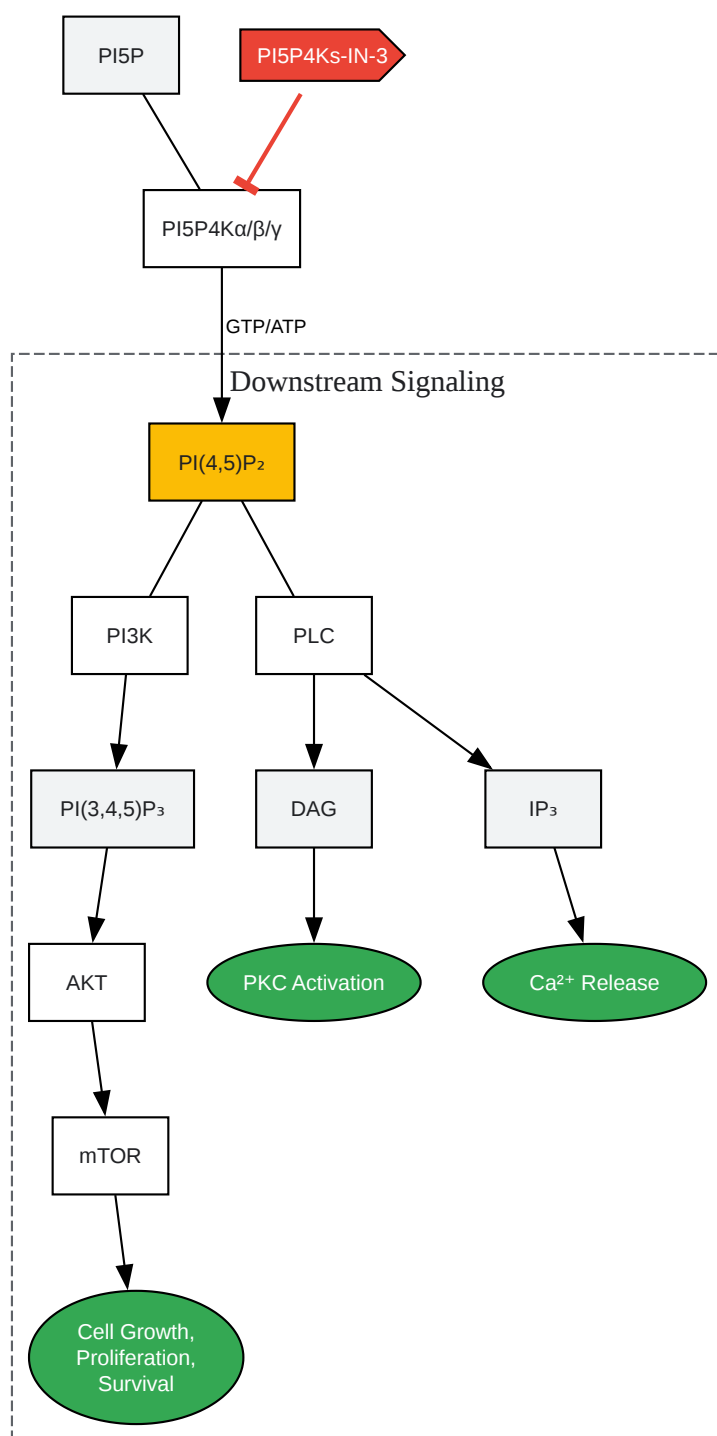 PI5P
PI5P4Ks-IN-3
PI5P4Kα/β/γ
GTP/ATP
Downstream Signaling
PI(4,5)P₂
PI3K
PLC
PI(3,4,5)P₃
DAG
IP₃
AKT
PKC Activation
Ca²⁺ Release
mTOR
Cell Growth,
Proliferation,
Survival